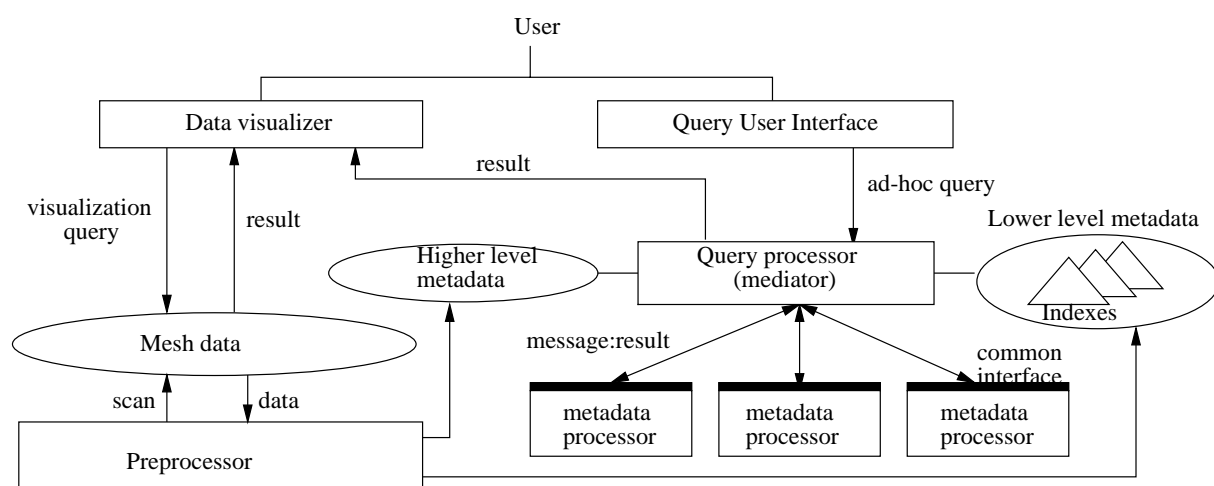 User
Data visualizer
Query User Interface
result
ad-hoc query
visualization
query
result
Lower level metadata
Higher level
metadata
Query processor
(mediator)
Indexes
Mesh data
message:result
common
interface
scan
data
metadata
processor
metadata
processor
metadata
processor
Preprocessor